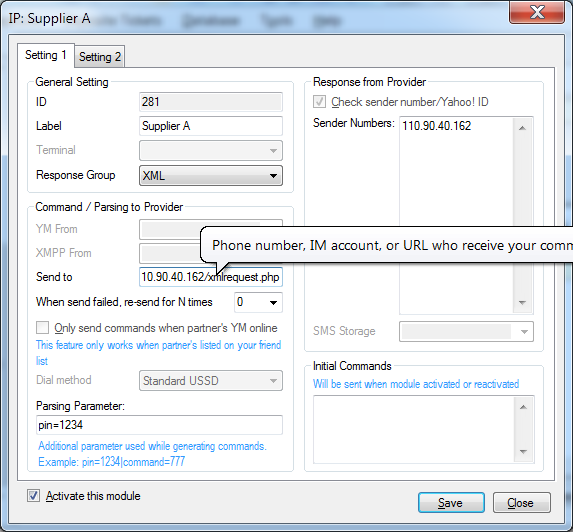 IP: Supplier A
Tickets
Database
Tools
Help
Setting 1
Setting 2
General Setting
ID
281
Label
Supplier A
Terminal
Response Group
XML
Command / Parsing to Provider
YM From
XMPP From
Send to
10.90.40.162/xmlrequest.php
When send failed, re-send for N times
0
Only send commands when partner's YM online
This feature only works when partner's listed on your friend
list
Dial method
Standard USSD
Parsing Parameter:
pin=1234
Additional parameter used while generating commands.
Example: pin=1234|command=777
Response from Provider
Check sender number/Yahoo! ID
Sender Numbers:
110.90.40.162
Phone number, IM account, or URL who receive your comm
SMS Storage
Initial Commands
Will be sent when module activated or reactivated
Activate this module
Save
Close